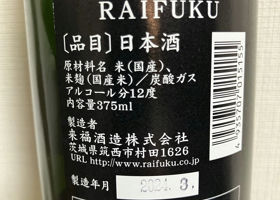 RAIFUKU
〔品目〕日本酒
原材料名 米(国産)、
米麹(国産米)／炭酸ガス
アルコール分12度
内容量375ml
製造者
来福酒造株式会社
茨城県筑西市村田1626
URL http://www.raifuku.co.jp
製造年月 2024.3.
4935707015155